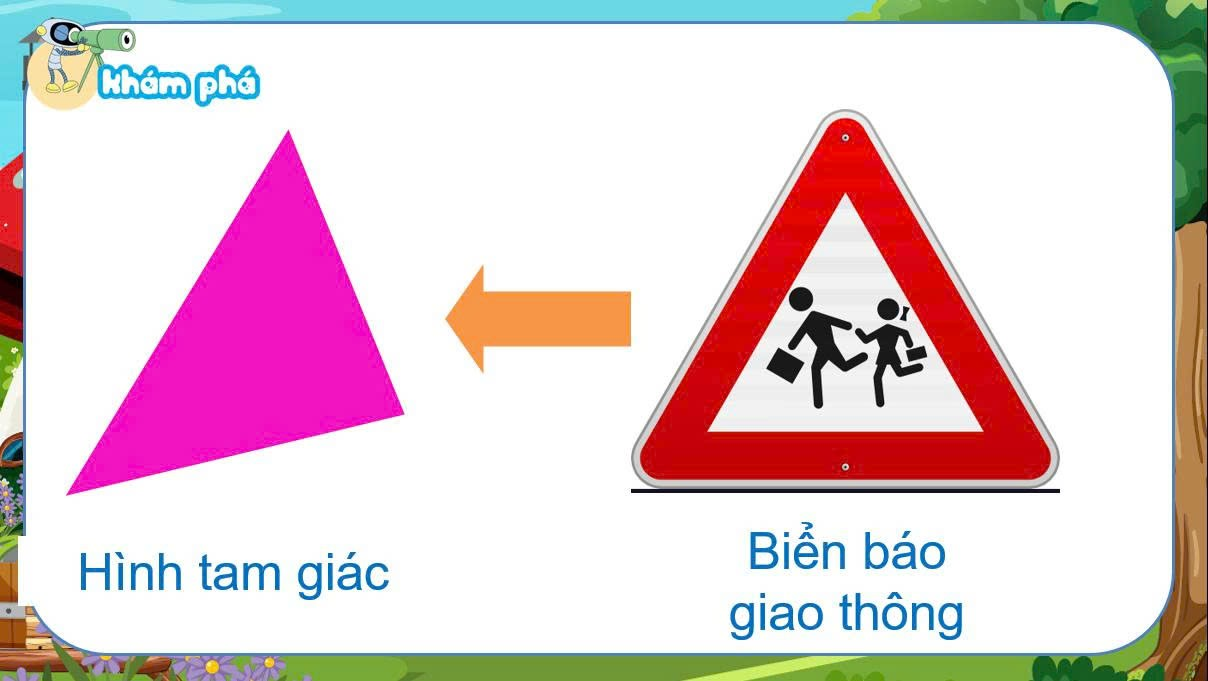 khám phá
Hình tam giác
Biển báo
giao thông